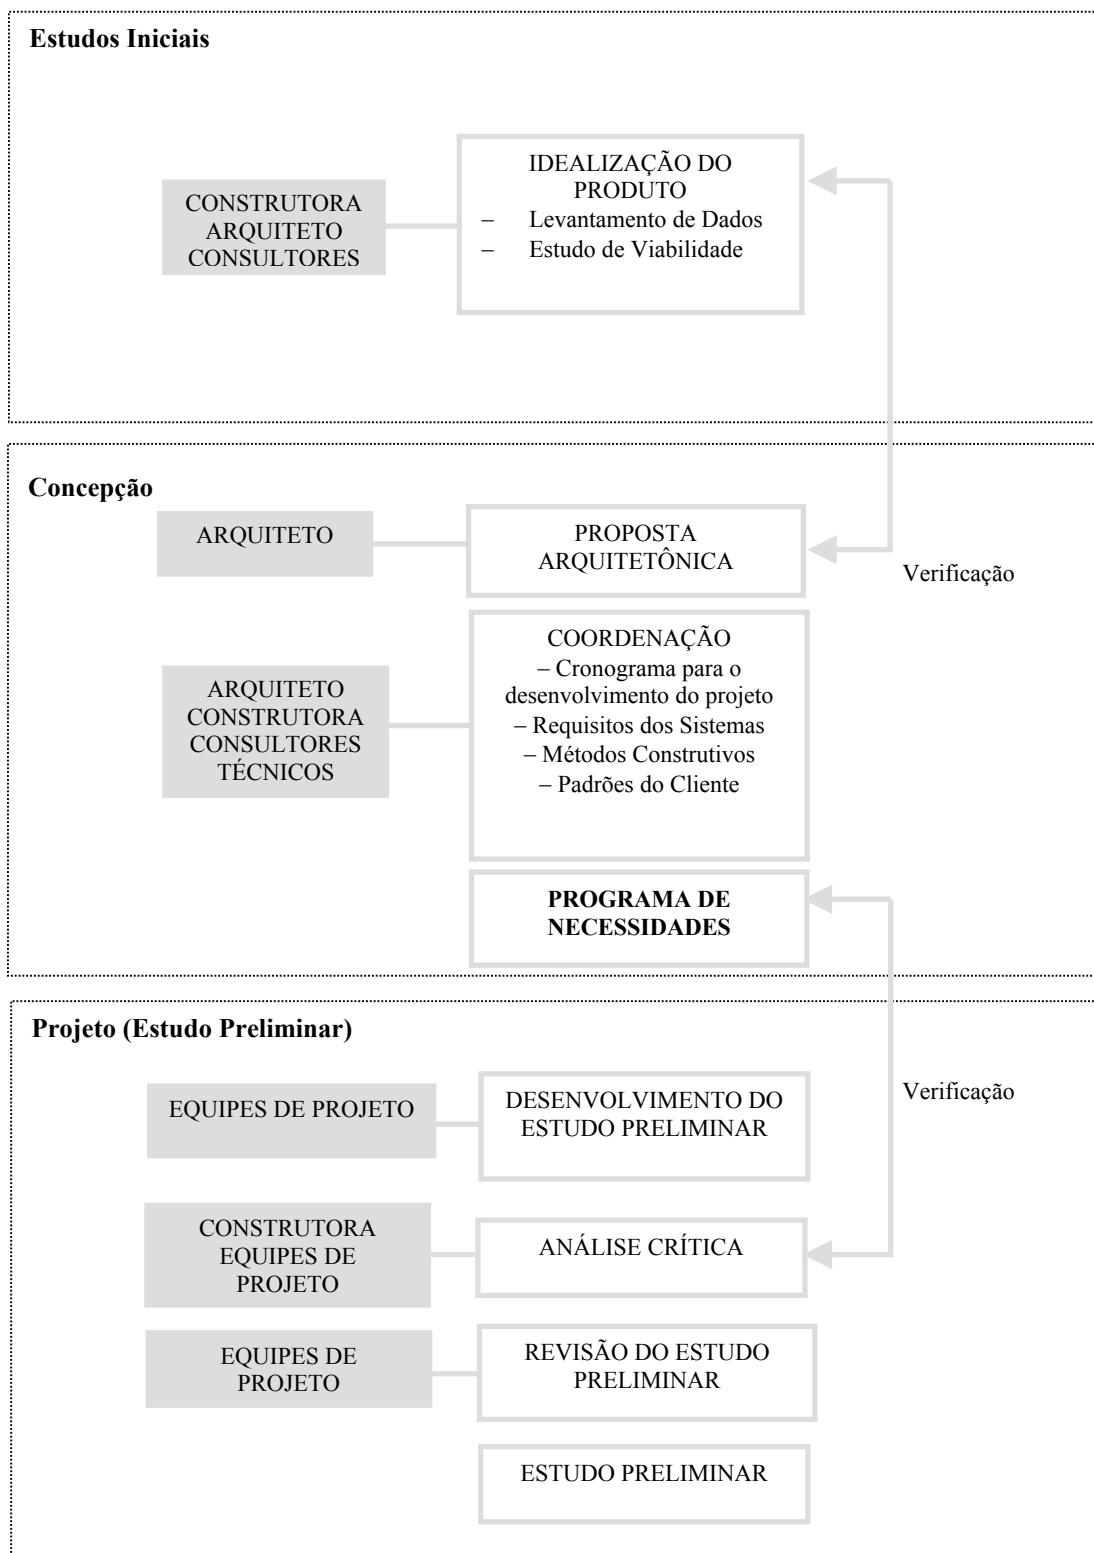 Estudos Iniciais
CONSTRUTORA
ARQUITETO
CONSULTORES
IDEALIZAÇÃO DO
PRODUTO
– Levantamento de Dados
– Estudo de Viabilidade
Concepção
ARQUITETO
PROPOSTA
ARQUITETÔNICA
Verificação
ARQUITETO
CONSTRUTORA
CONSULTORES
TÉCNICOS
COORDENAÇÃO
– Cronograma para o
desenvolvimento do projeto
– Requisitos dos Sistemas
– Métodos Construtivos
– Padrões do Cliente
PROGRAMA DE
NECESSIDADES
Projeto (Estudo Preliminar)
EQUIPES DE PROJETO
DESENVOLVIMENTO DO
ESTUDO PRELIMINAR
Verificação
CONSTRUTORA
EQUIPES DE
PROJETO
ANÁLISE CRÍTICA
EQUIPES DE
PROJETO
REVISÃO DO ESTUDO
PRELIMINAR
ESTUDO PRELIMINAR